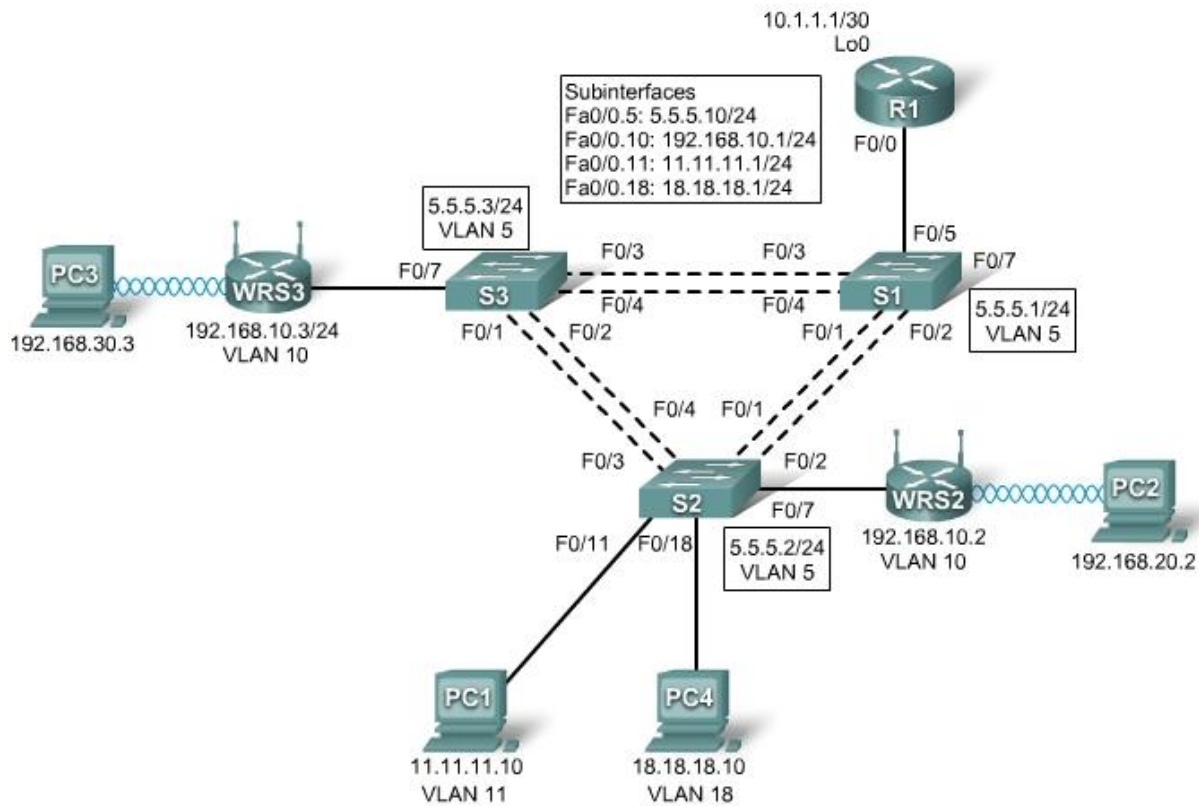 10.1.1.1/30
Lo0
R1
F0/0
Subinterfaces
Fa0/0.5: 5.5.5.10/24
Fa0/0.10: 192.168.10.1/24
Fa0/0.11: 11.11.11.1/24
Fa0/0.18: 18.18.18.1/24
5.5.5.3/24
VLAN 5
F0/5
PC3
WRS3
F0/7
S3
F0/3
F0/3
S1
F0/7
F0/4
F0/4
192.168.30.3
192.168.10.3/24
VLAN 10
F0/1
F0/2
F0/1
F0/2
5.5.5.1/24
VLAN 5
F0/4
F0/1
F0/3
F0/2
S2
WRS2
PC2
F0/7
F0/11
F0/18
5.5.5.2/24
VLAN 5
192.168.10.2
VLAN 10
192.168.20.2
PC1
PC4
11.11.11.10
VLAN 11
18.18.18.10
VLAN 18